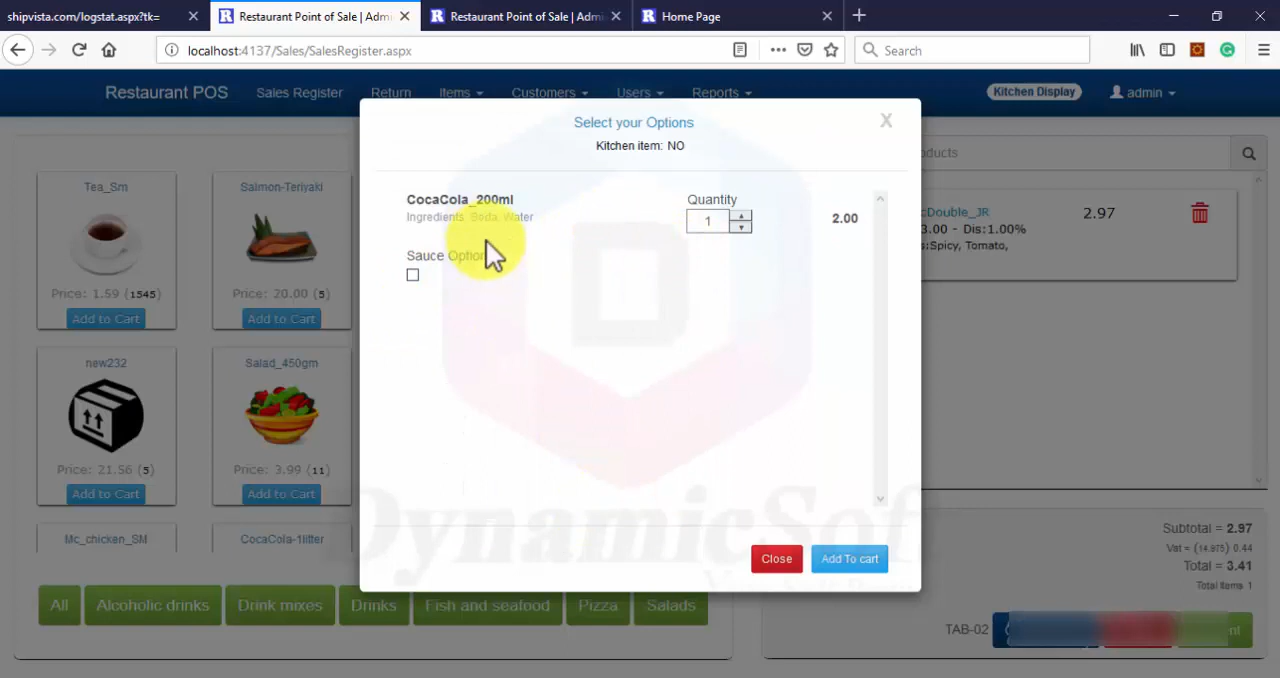 shipvista.com/logstat.aspx?tk=
Restaurant Point of Sale | Admi
Restaurant Point of Sale | Admi
Home Page
localhost:4137/Sales/SalesRegister.aspx
Search
Restaurant POS
Sales Register
Return
Items
Customers
Users
Reports
Kitchen Display
admin
Select your Options
X
Kitchen item: NO
CocaCola_200ml
Ingredients Soda, Water
Quantity
1
2.00
Sauce Option
Close
Add To cart
Tea_Sm
Price: 1.59 (1545)
Add to Cart
Salmon-Teriyaki
Price: 20.00 (5)
Add to Cart
new232
Price: 21.56 (5)
Add to Cart
Salad_450gm
Price: 3.99 (11)
Add to Cart
Mc_chicken_SM
CocaCola-1litter
All
Alcoholic drinks
Drink mixes
Drinks
Fish and seafood
Pizza
Salads
oducts
cDouble_JR
2.97
3.00 - Dis:1.00%
s:Spicy, Tomato,
Subtotal = 2.97
Vat = (14.975) 0.44
Total = 3.41
Total Items 1
TAB-02
nt
DynamicSof